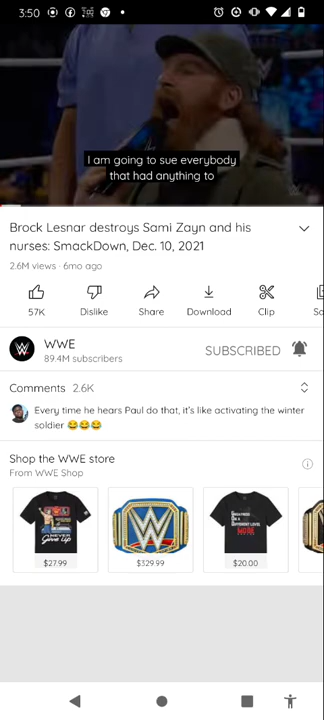 3:50
I am going to sue everybody
that had anything to
Brock Lesnar destroys Sami Zayn and his
nurses: SmackDown, Dec. 10, 2021
2.6M views · 6mo ago
57K
Dislike
Share
Download
Clip
WWE
SUBSCRIBED
89.4M subscribers
Comments 2.6K
Every time he hears Paul do that, it's like activating the winter
soldier 😂😂😂
Shop the WWE store
From WWE Shop
NEVER
Give Up
$27.99
$329.99
$20.00